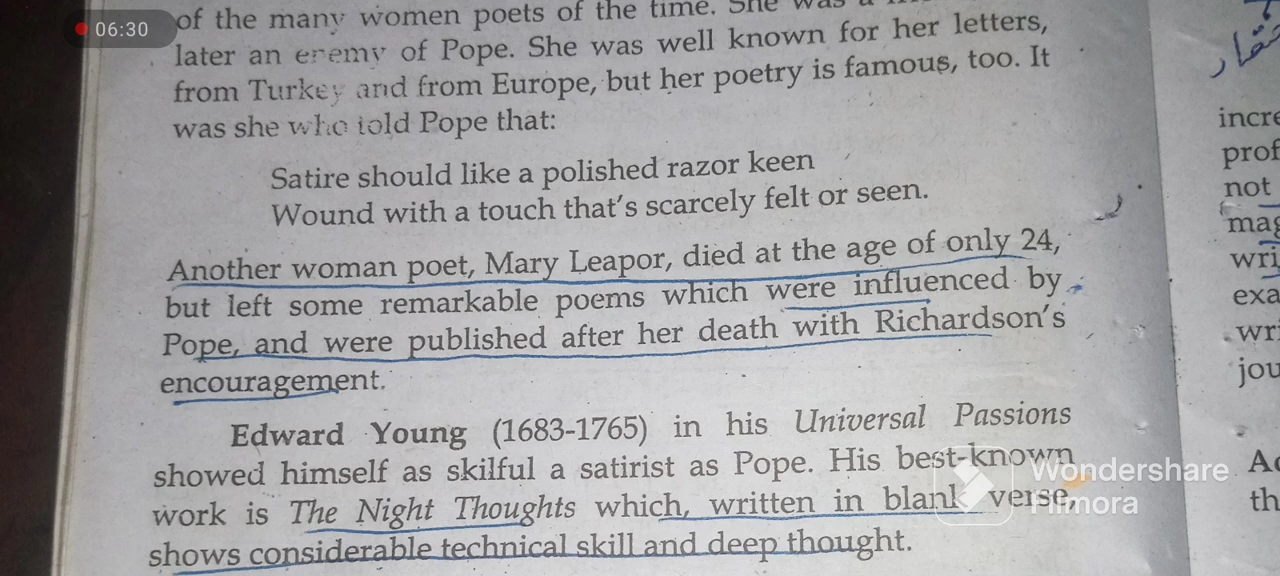 06:30
of the many women poets of the time. She was a
later an enemy of Pope. She was well known for her letters,
from Turkey and from Europe, but her poetry is famous, too. It
was she who told Pope that:
Satire should like a polished razor keen
Wound with a touch that's scarcely felt or seen.
Another woman poet, Mary Leapor, died at the age of only 24,
but left some remarkable poems which were influenced by
Pope, and were published after her death with Richardson's
encouragement.
Edward Young (1683-1765) in his Universal Passions
showed himself as skilful a satirist as Pope. His best-known
work is The Night Thoughts which, written in blank verse,
shows considerable technical skill and deep thought.
Wondershare
Filmora
incre
prof
not
mag
wri
exa
wri
jou
Ac
th